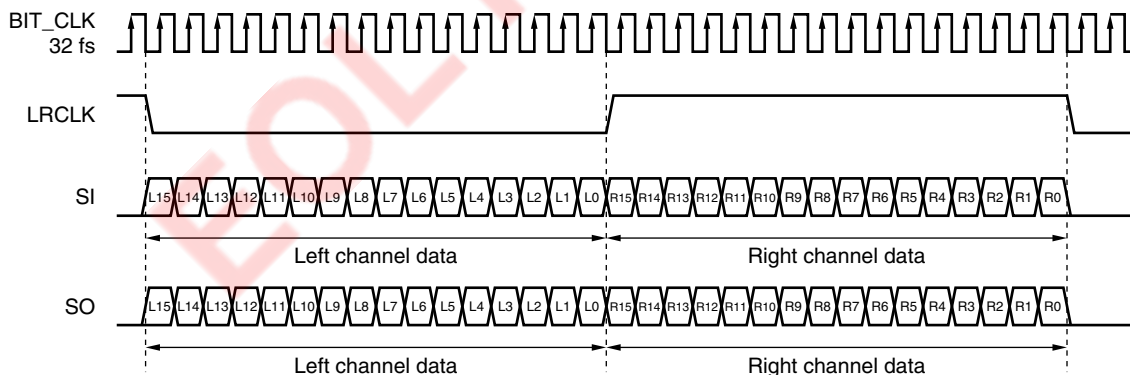 BIT_CLK
32 fs
LRCLK
SI
L15 L14 L13 L12 L11 L10 L9 L8 L7 L6 L5 L4 L3 L2 L1 L0 R15 R14 R13 R12 R11 R10 R9 R8 R7 R6 R5 R4 R3 R2 R1 R0
Left channel data Right channel data
SO
L15 L14 L13 L12 L11 L10 L9 L8 L7 L6 L5 L4 L3 L2 L1 L0 R15 R14 R13 R12 R11 R10 R9 R8 R7 R6 R5 R4 R3 R2 R1 R0
Left channel data Right channel data
EOL